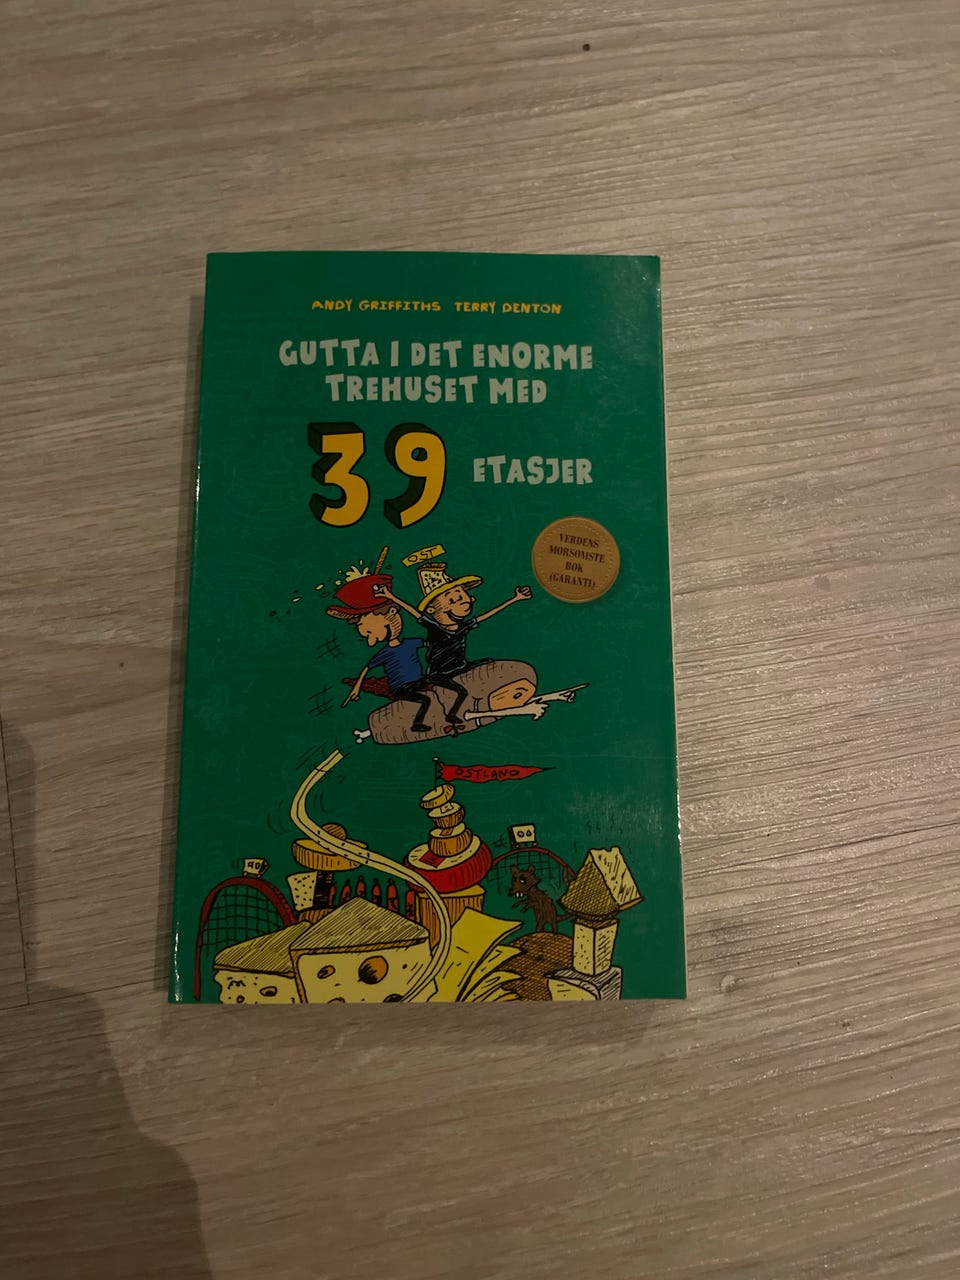 ANDY GRIFFITHS TERRY DENTON
GUTTA I DET ENORME
TREHUSET MED
39 ETASJER
VERDENS
MORSOMSTE
BOK
(GARANTI)
OST
OSTLAND